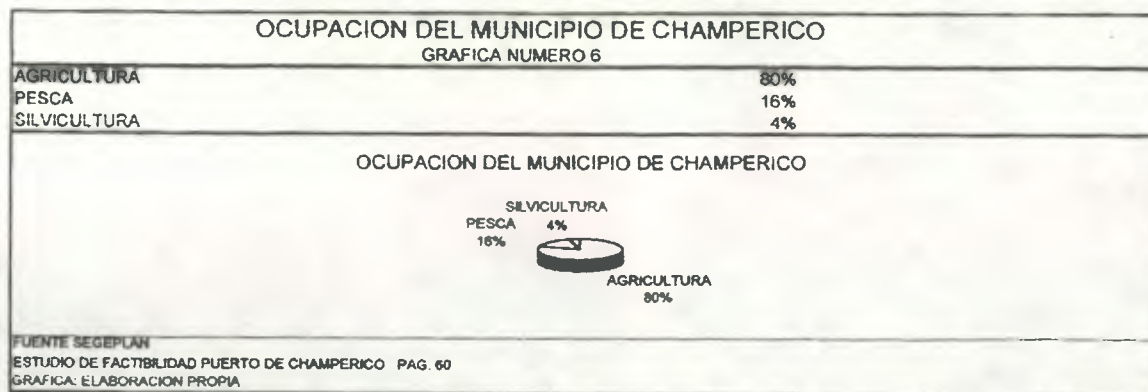 OCUPACION DEL MUNICIPIO DE CHAMPERICO
GRAFICA NUMERO 6
AGRICULTURA 80%
PESCA 16%
SILVICULTURA 4%
OCUPACION DEL MUNICIPIO DE CHAMPERICO
SILVICULTURA
4%
PESCA
16%
AGRICULTURA
80%
FUENTE SEGEPLAN
ESTUDIO DE FACTIBILIDAD PUERTO DE CHAMPERICO PAG. 60
GRAFICA: ELABORACION PROPIA